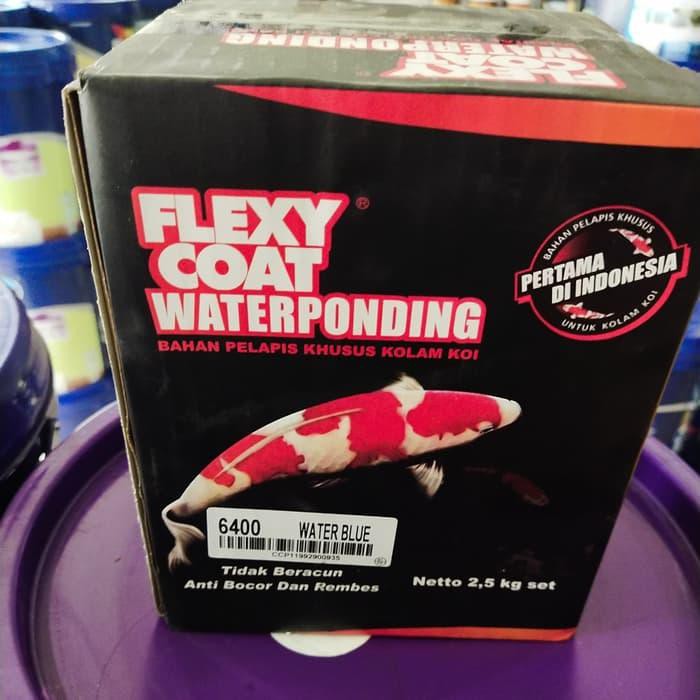 FLEXY
COAT
WATERPONDING
FLEXY ®
COAT
WATERPONDING
BAHAN PELAPIS KHUSUS KOLAM KOI
BAHAN PELAPIS KHUSUS
PERTAMA
DI INDONESIA
UNTUK KOLAM KOI
6400 WATER BLUE
CCP11992900935
Tidak Beracun
Anti Bocor Dan Rembes
Netto 2,5 kg set